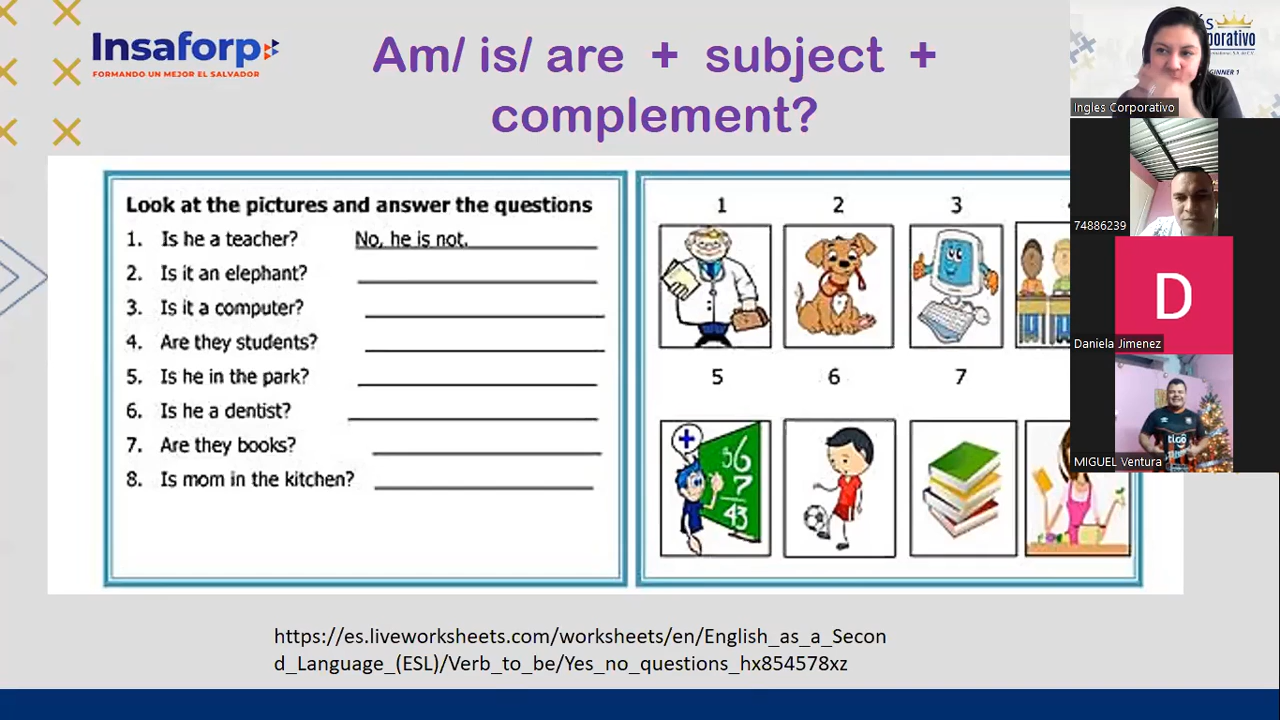 Insaforp
FORMANDO UN MEJOR EL SALVADOR
Am/ is/ are + subject +
complement?
Look at the pictures and answer the questions
1. Is he a teacher? No, he is not.
2. Is it an elephant?
3. Is it a computer?
4. Are they students?
5. Is he in the park?
6. Is he a dentist?
7. Are they books?
8. Is mom in the kitchen?
1 2 3
5 6 7
+
36
7
43
https://es.liveworksheets.com/worksheets/en/English_as_a_Secon
d_Language_(ESL)/Verb_to_be/Yes_no_questions_hx854578xz
Ingles Corporativo
74886239
D
Daniela Jimenez
tigo
MIGUEL Ventura